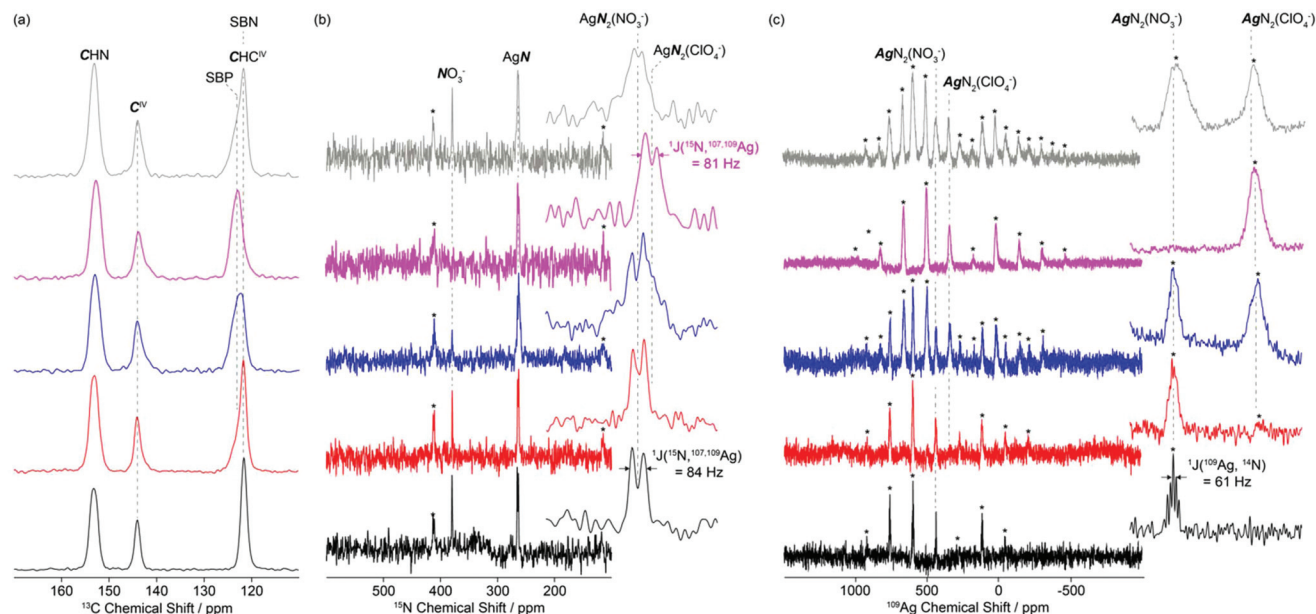 (a)
SBN
CHN
CHCᴵⱽ
SBP
Cᴵⱽ
160 150 140 130 120
¹³C Chemical Shift / ppm
(b)
AgN₂(NO₃⁻)
AgN₂(ClO₄⁻)
AgN
NO₃⁻
* *
¹J(¹⁵N,¹⁰⁷,¹⁰⁹Ag)
= 81 Hz
* *
* *
* *
¹J(¹⁵N,¹⁰⁷,¹⁰⁹Ag)
= 84 Hz
*
500 400 300 200
¹⁵N Chemical Shift / ppm
(c)
AgN₂(NO₃⁻)
AgN₂(ClO₄⁻)
AgN₂(NO₃⁻)
AgN₂(ClO₄⁻)
¹J(¹⁰⁹Ag, ¹⁴N)
= 61 Hz
1000 500 0 -500
¹⁰⁹Ag Chemical Shift / ppm